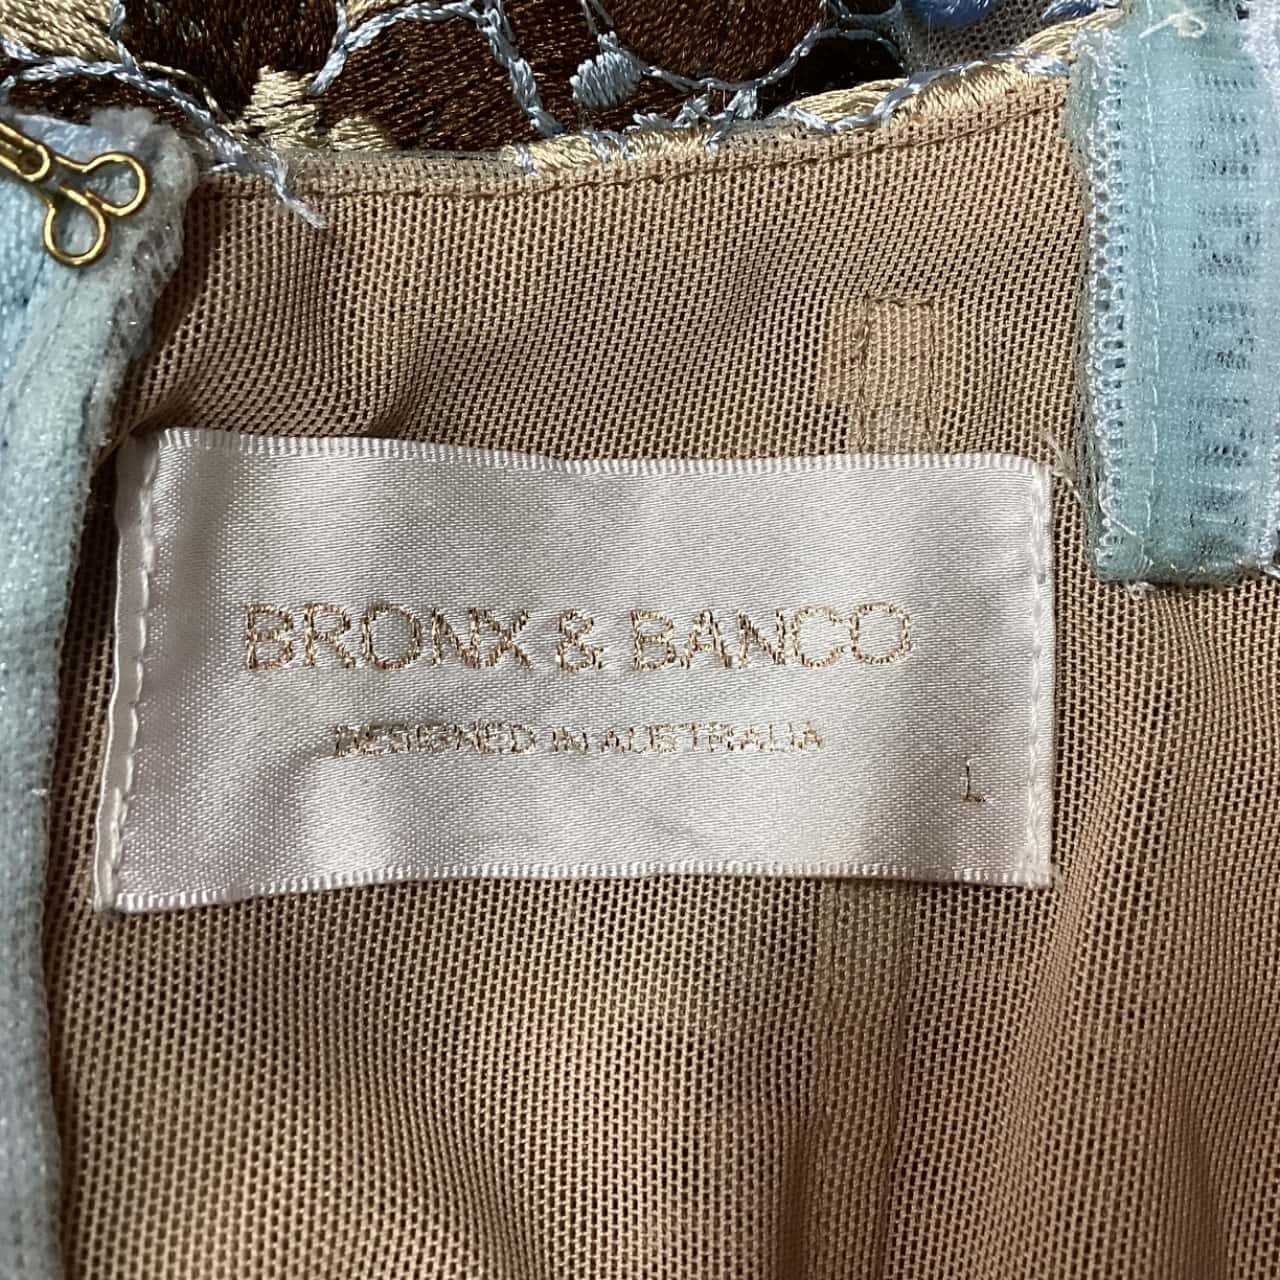 BRONX & BANCO
DESIGNED IN AUSTRALIA
L